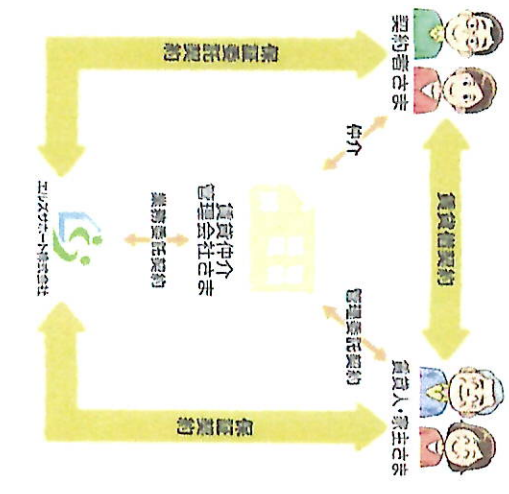 契約者さま
賃貸借契約
賃貸人・家主さま
仲介
管理委託契約
賃貸仲介
管理会社さま
業務委託契約
保証委託契約
保証契約
エルズサポート株式会社